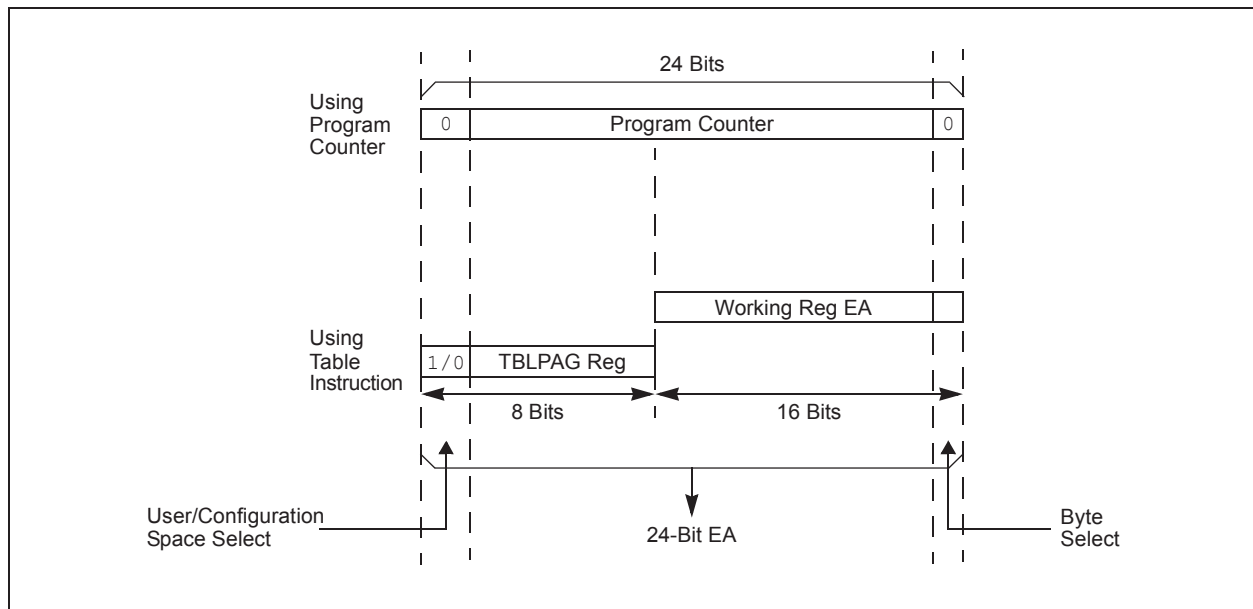 24 Bits
Using
Program
Counter
0
Program Counter
0
Working Reg EA
Using
Table
Instruction
1/0
TBLPAG Reg
8 Bits
16 Bits
User/Configuration
Space Select
24-Bit EA
Byte
Select